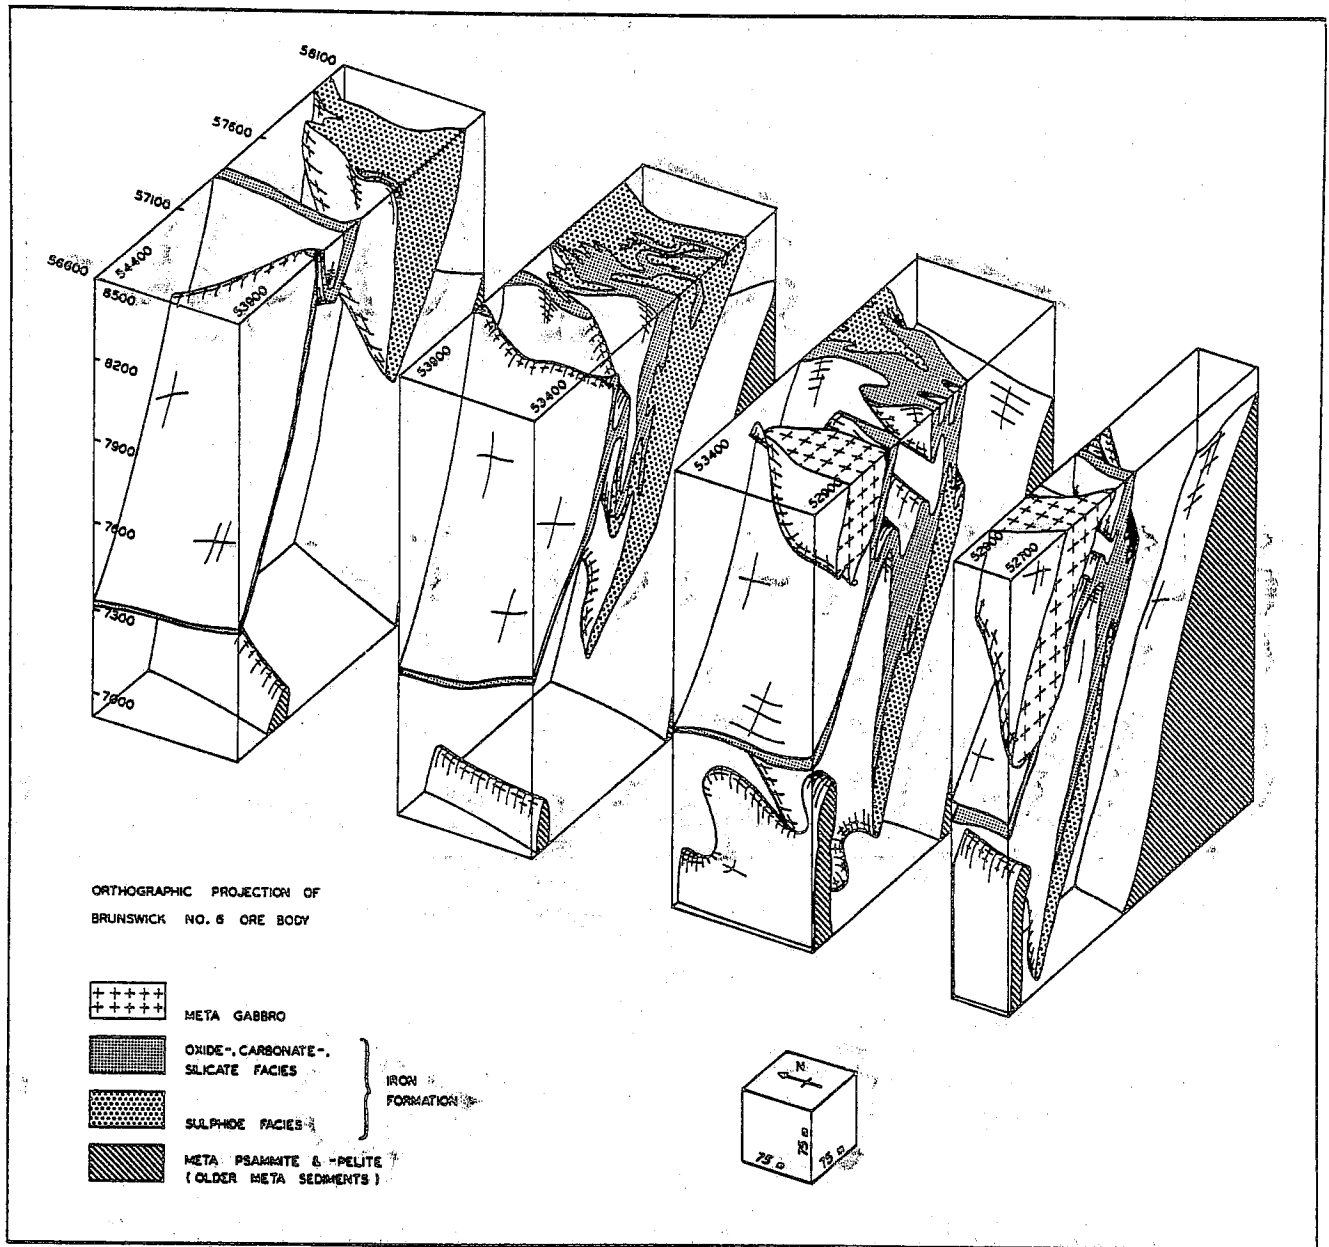 58100
57600
57100
56600
54400
53900
8500
8200
7900
7600
7300
7000
53900
53400
53400
52900
52900
52700
ORTHOGRAPHIC PROJECTION OF
BRUNSWICK NO. 6 ORE BODY
META GABBRO
OXIDE-, CARBONATE-,
SILICATE FACIES
IRON
FORMATION
SULPHIDE FACIES
META PSAMMITE & -PELITE
(OLDER META SEDIMENTS)
N
75
75
75